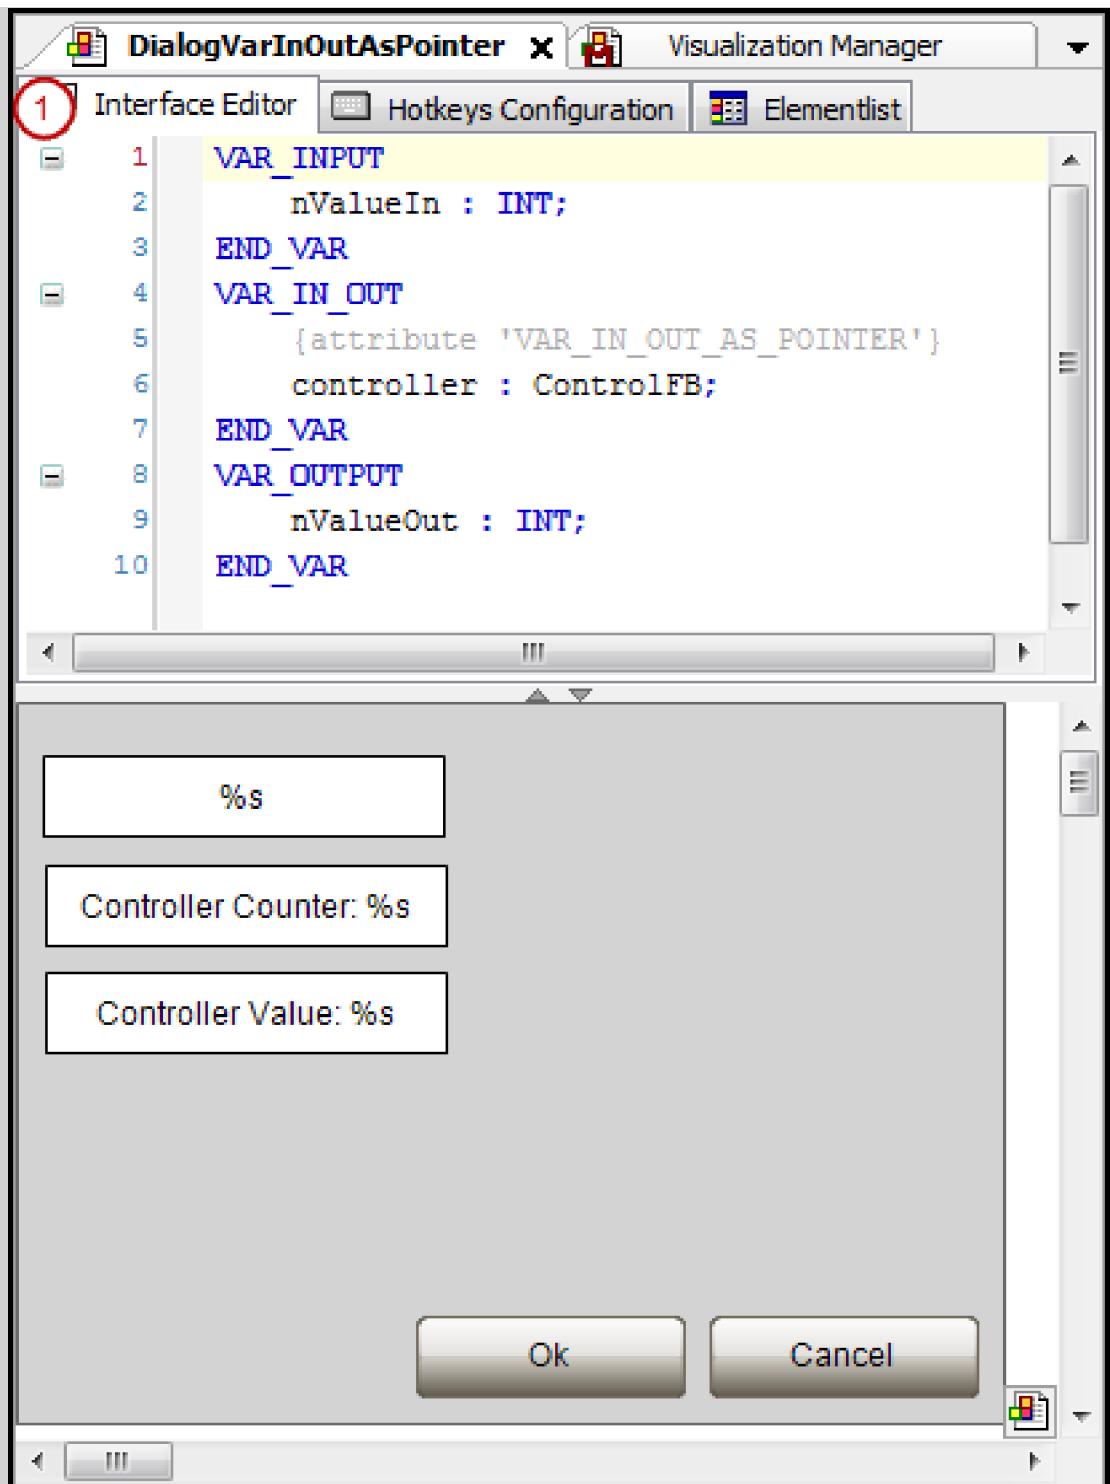 DialogVarInOutAsPointer Visualization Manager
1 Interface Editor Hotkeys Configuration Elementlist
1 VAR_INPUT
2 nValueIn : INT;
3 END_VAR
4 VAR_IN_OUT
5 {attribute 'VAR_IN_OUT_AS_POINTER'}
6 controller : ControlFB;
7 END_VAR
8 VAR_OUTPUT
9 nValueOut : INT;
10 END_VAR
%s
Controller Counter: %s
Controller Value: %s
Ok Cancel